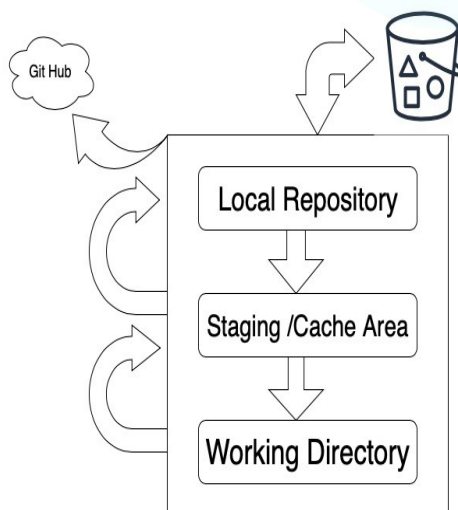 Git Hub
Local Repository
Staging /Cache Area
Working Directory